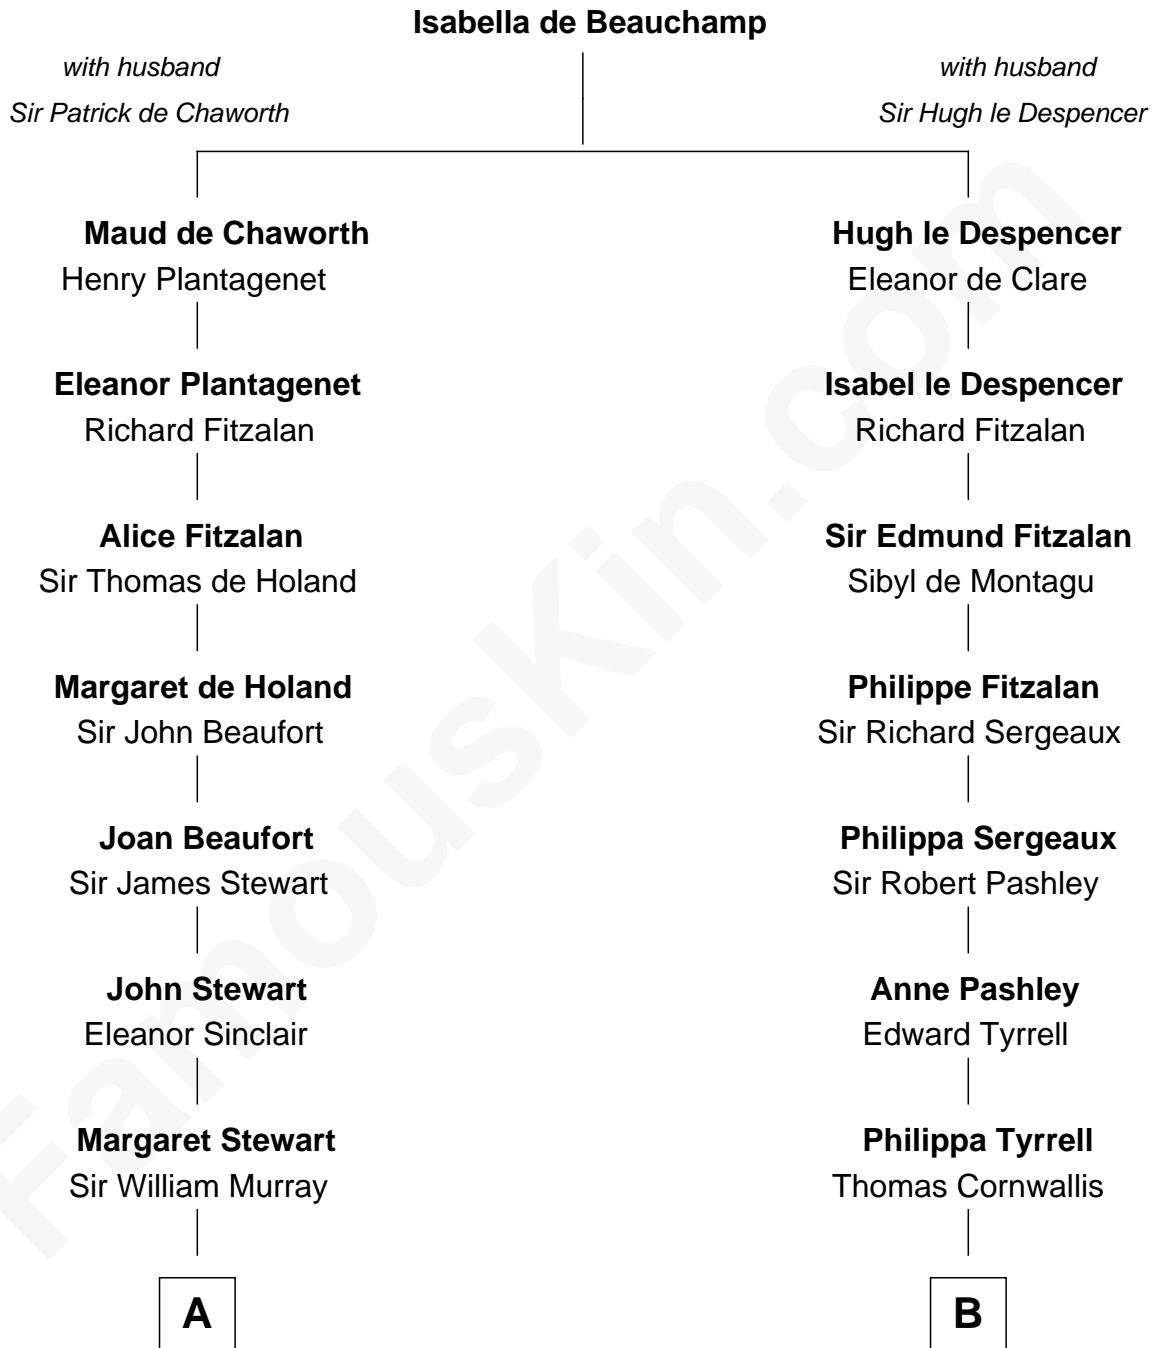 Isabella de Beauchamp
with husband
Sir Patrick de Chaworth
with husband
Sir Hugh le Despencer
Maud de Chaworth
Henry Plantagenet
Hugh le Despencer
Eleanor de Clare
Eleanor Plantagenet
Richard Fitzalan
Isabel le Despencer
Richard Fitzalan
Alice Fitzalan
Sir Thomas de Holand
Sir Edmund Fitzalan
Sibyl de Montagu
Margaret de Holand
Sir John Beaufort
Philippe Fitzalan
Sir Richard Sergeaux
Joan Beaufort
Sir James Stewart
Philippa Sergeaux
Sir Robert Pashley
John Stewart
Eleanor Sinclair
Anne Pashley
Edward Tyrrell
Margaret Stewart
Sir William Murray
Philippa Tyrrell
Thomas Cornwallis
A
B
FamousKin.com